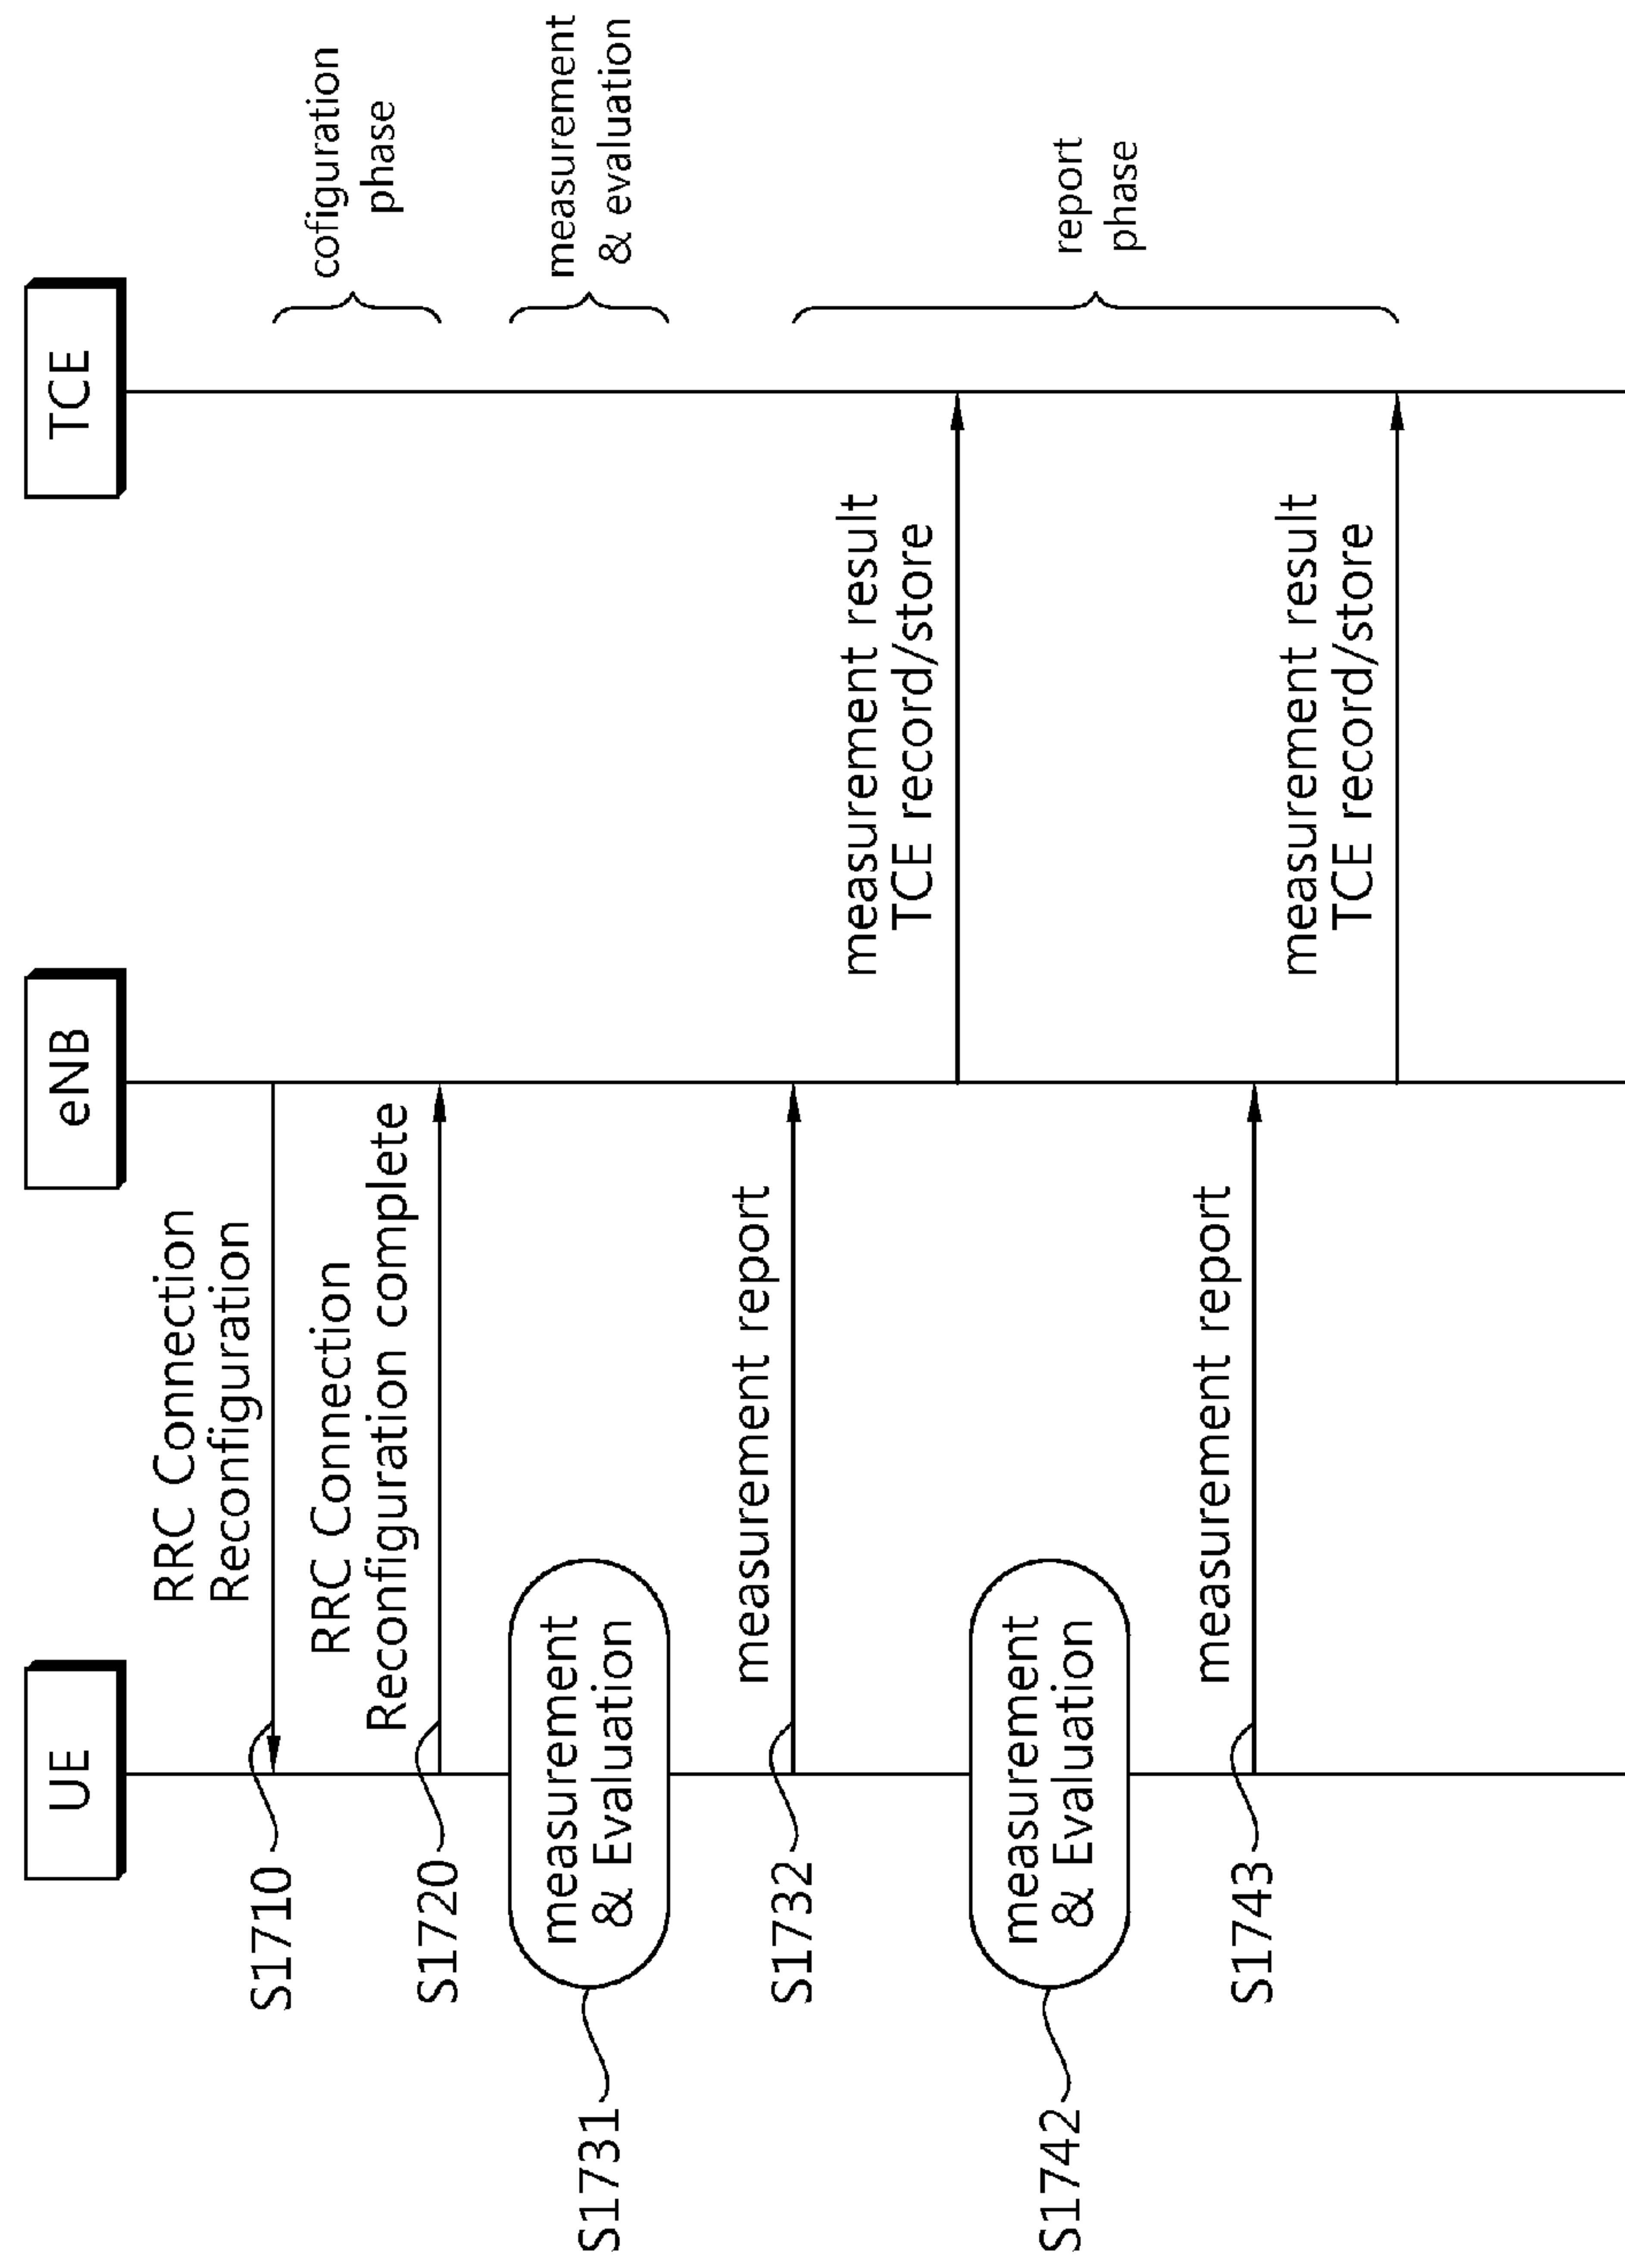 UE
eNB
TCE
RRC Connection
Reconfiguration
S1710
RRC Connection
Reconfiguration complete
S1720
cofiguration
phase
measurement
& Evaluation
S1731
measurement
& evaluation
measurement report
S1732
measurement result
TCE record/store
measurement
& Evaluation
S1742
report
phase
measurement report
S1743
measurement result
TCE record/store